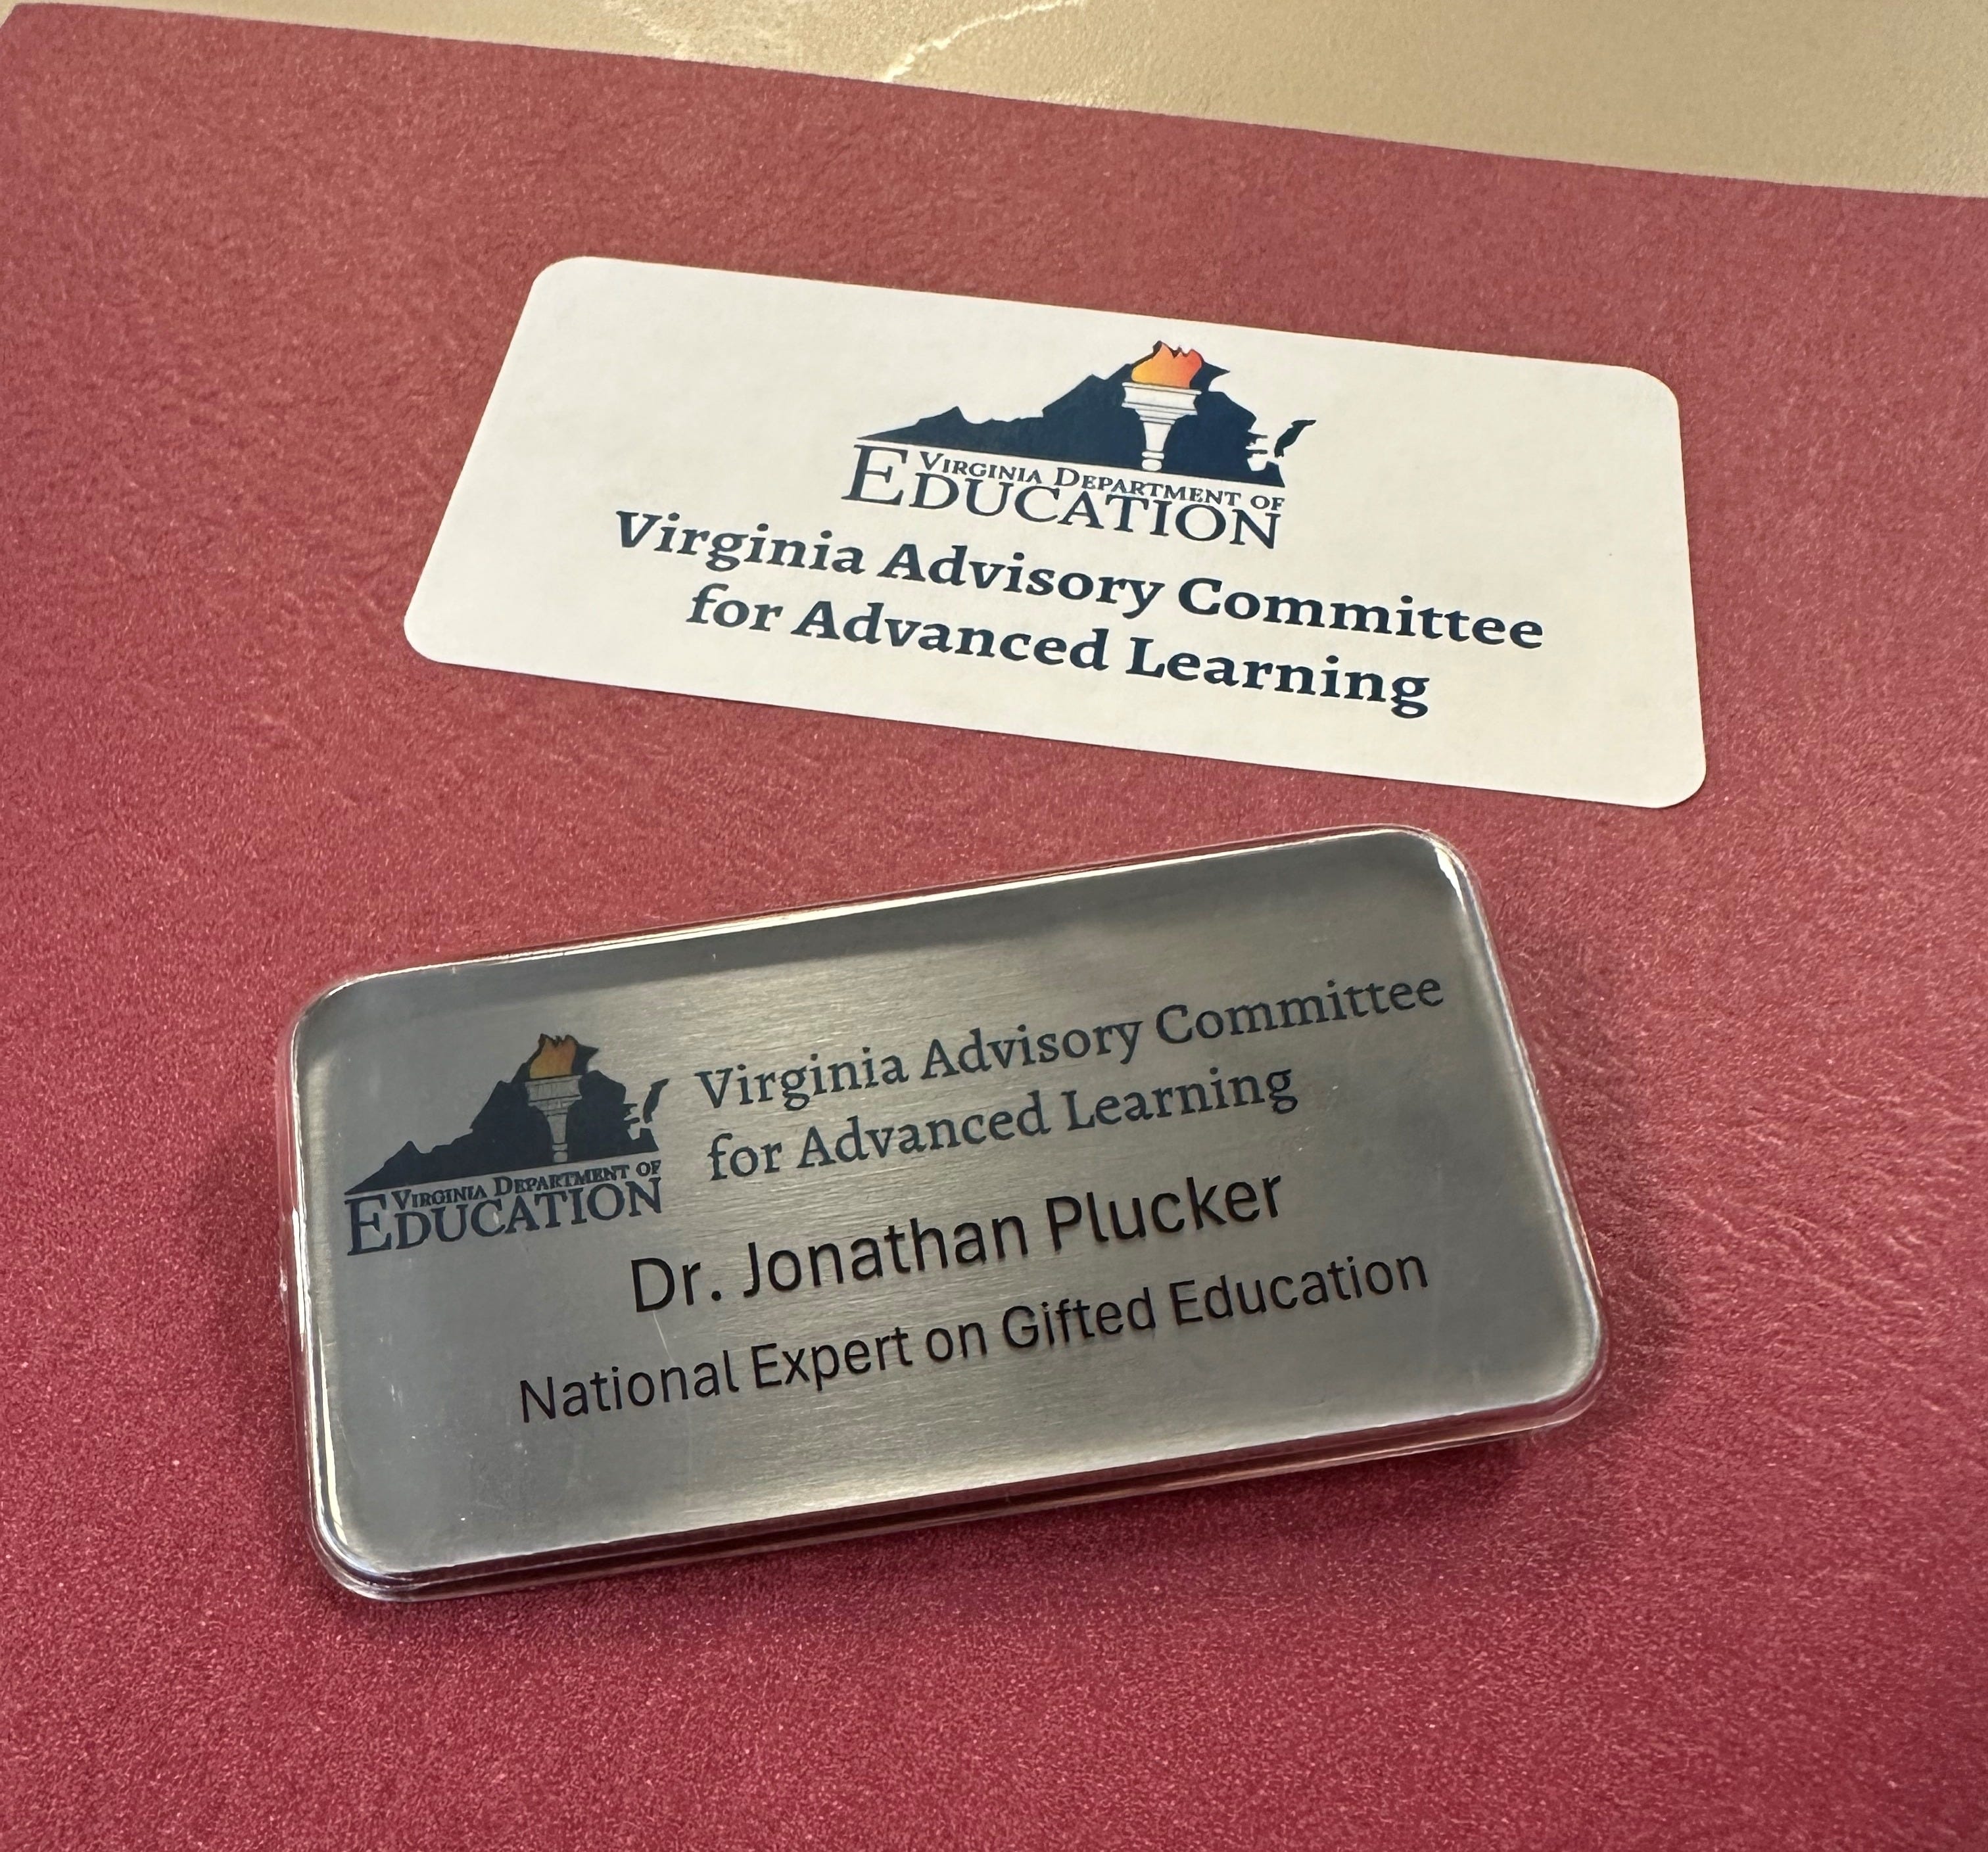 VIRGINIA DEPARTMENT OF
EDUCATION
Virginia Advisory Committee
for Advanced Learning
VIRGINIA DEPARTMENT OF
EDUCATION
Virginia Advisory Committee
for Advanced Learning
Dr. Jonathan Plucker
National Expert on Gifted Education